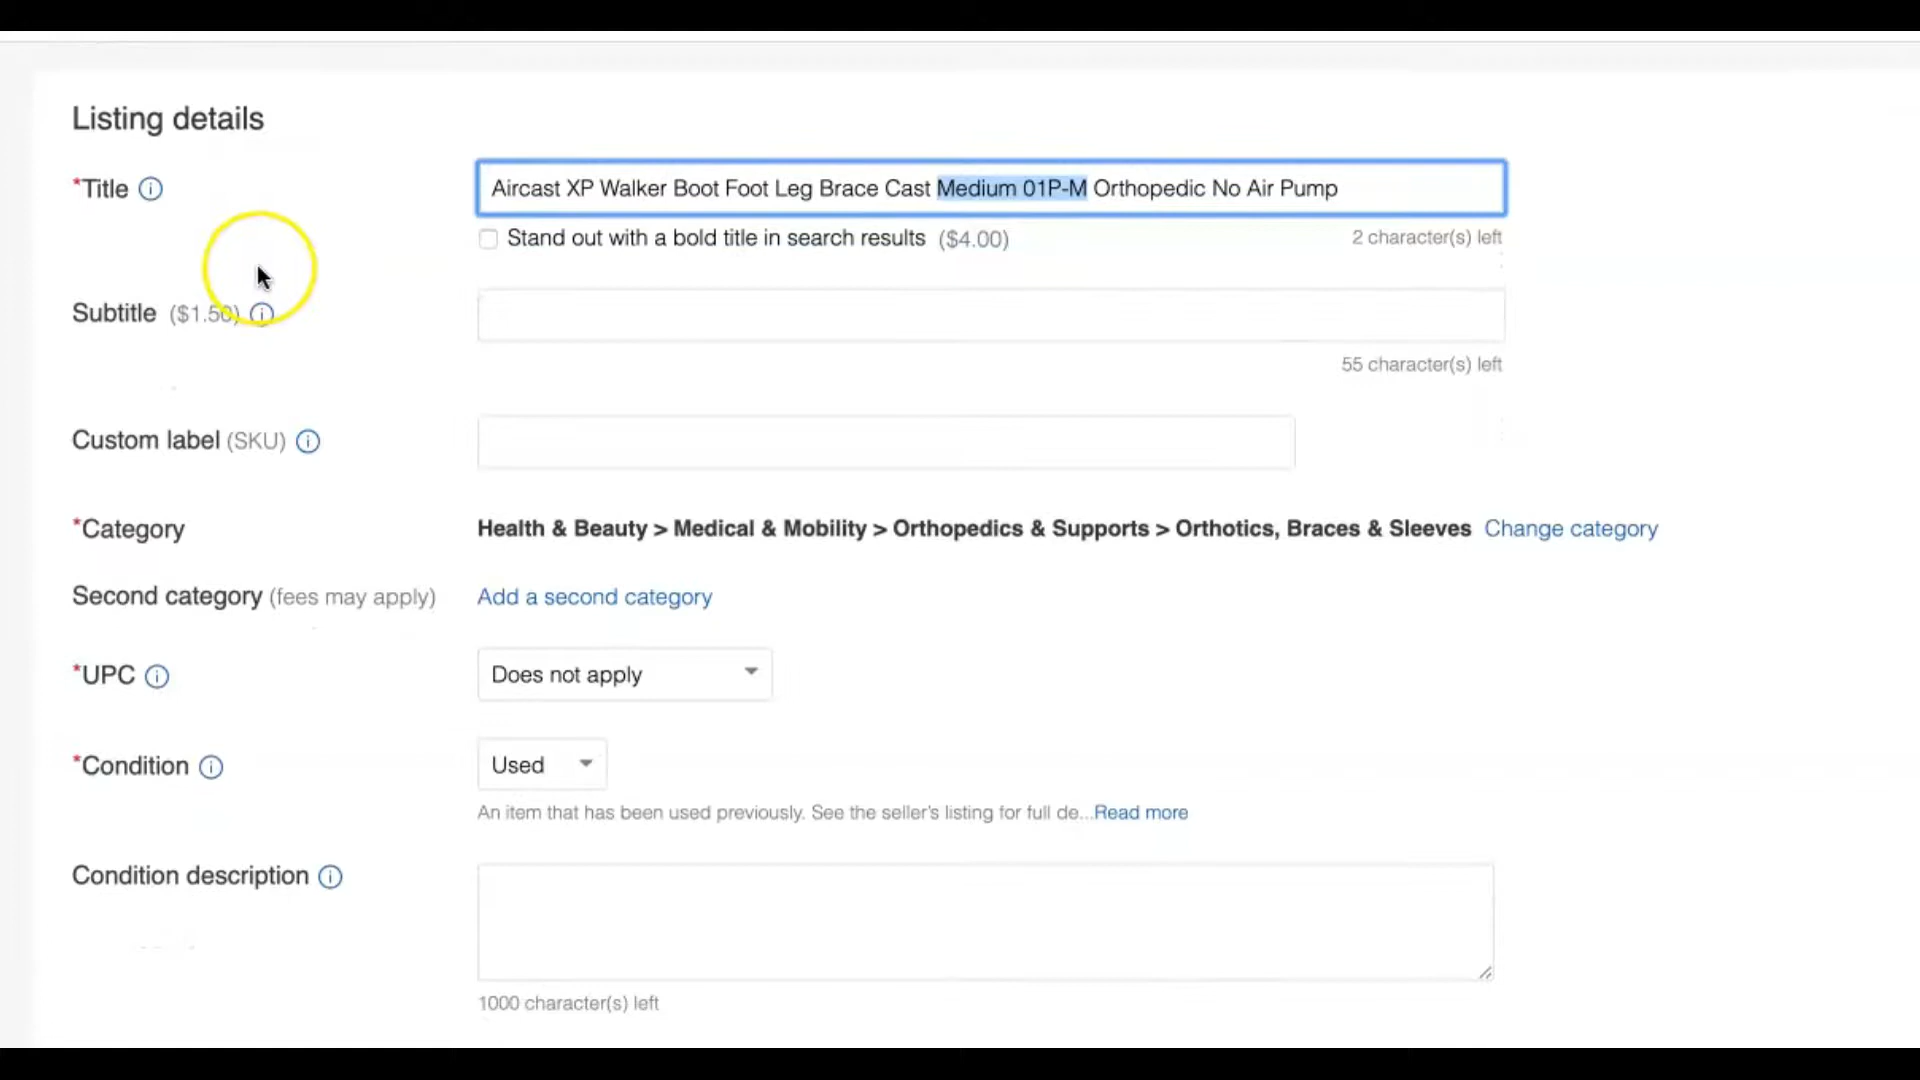 Listing details
*Title
Aircast XP Walker Boot Foot Leg Brace Cast Medium 01P-M Orthopedic No Air Pump
Stand out with a bold title in search results ($4.00)
2 character(s) left
Subtitle ($1.50)
55 character(s) left
Custom label (SKU)
*Category
Health & Beauty > Medical & Mobility > Orthopedics & Supports > Orthotics, Braces & Sleeves Change category
Second category (fees may apply)
Add a second category
*UPC
Does not apply
*Condition
Used
An item that has been used previously. See the seller's listing for full de...Read more
Condition description
1000 character(s) left